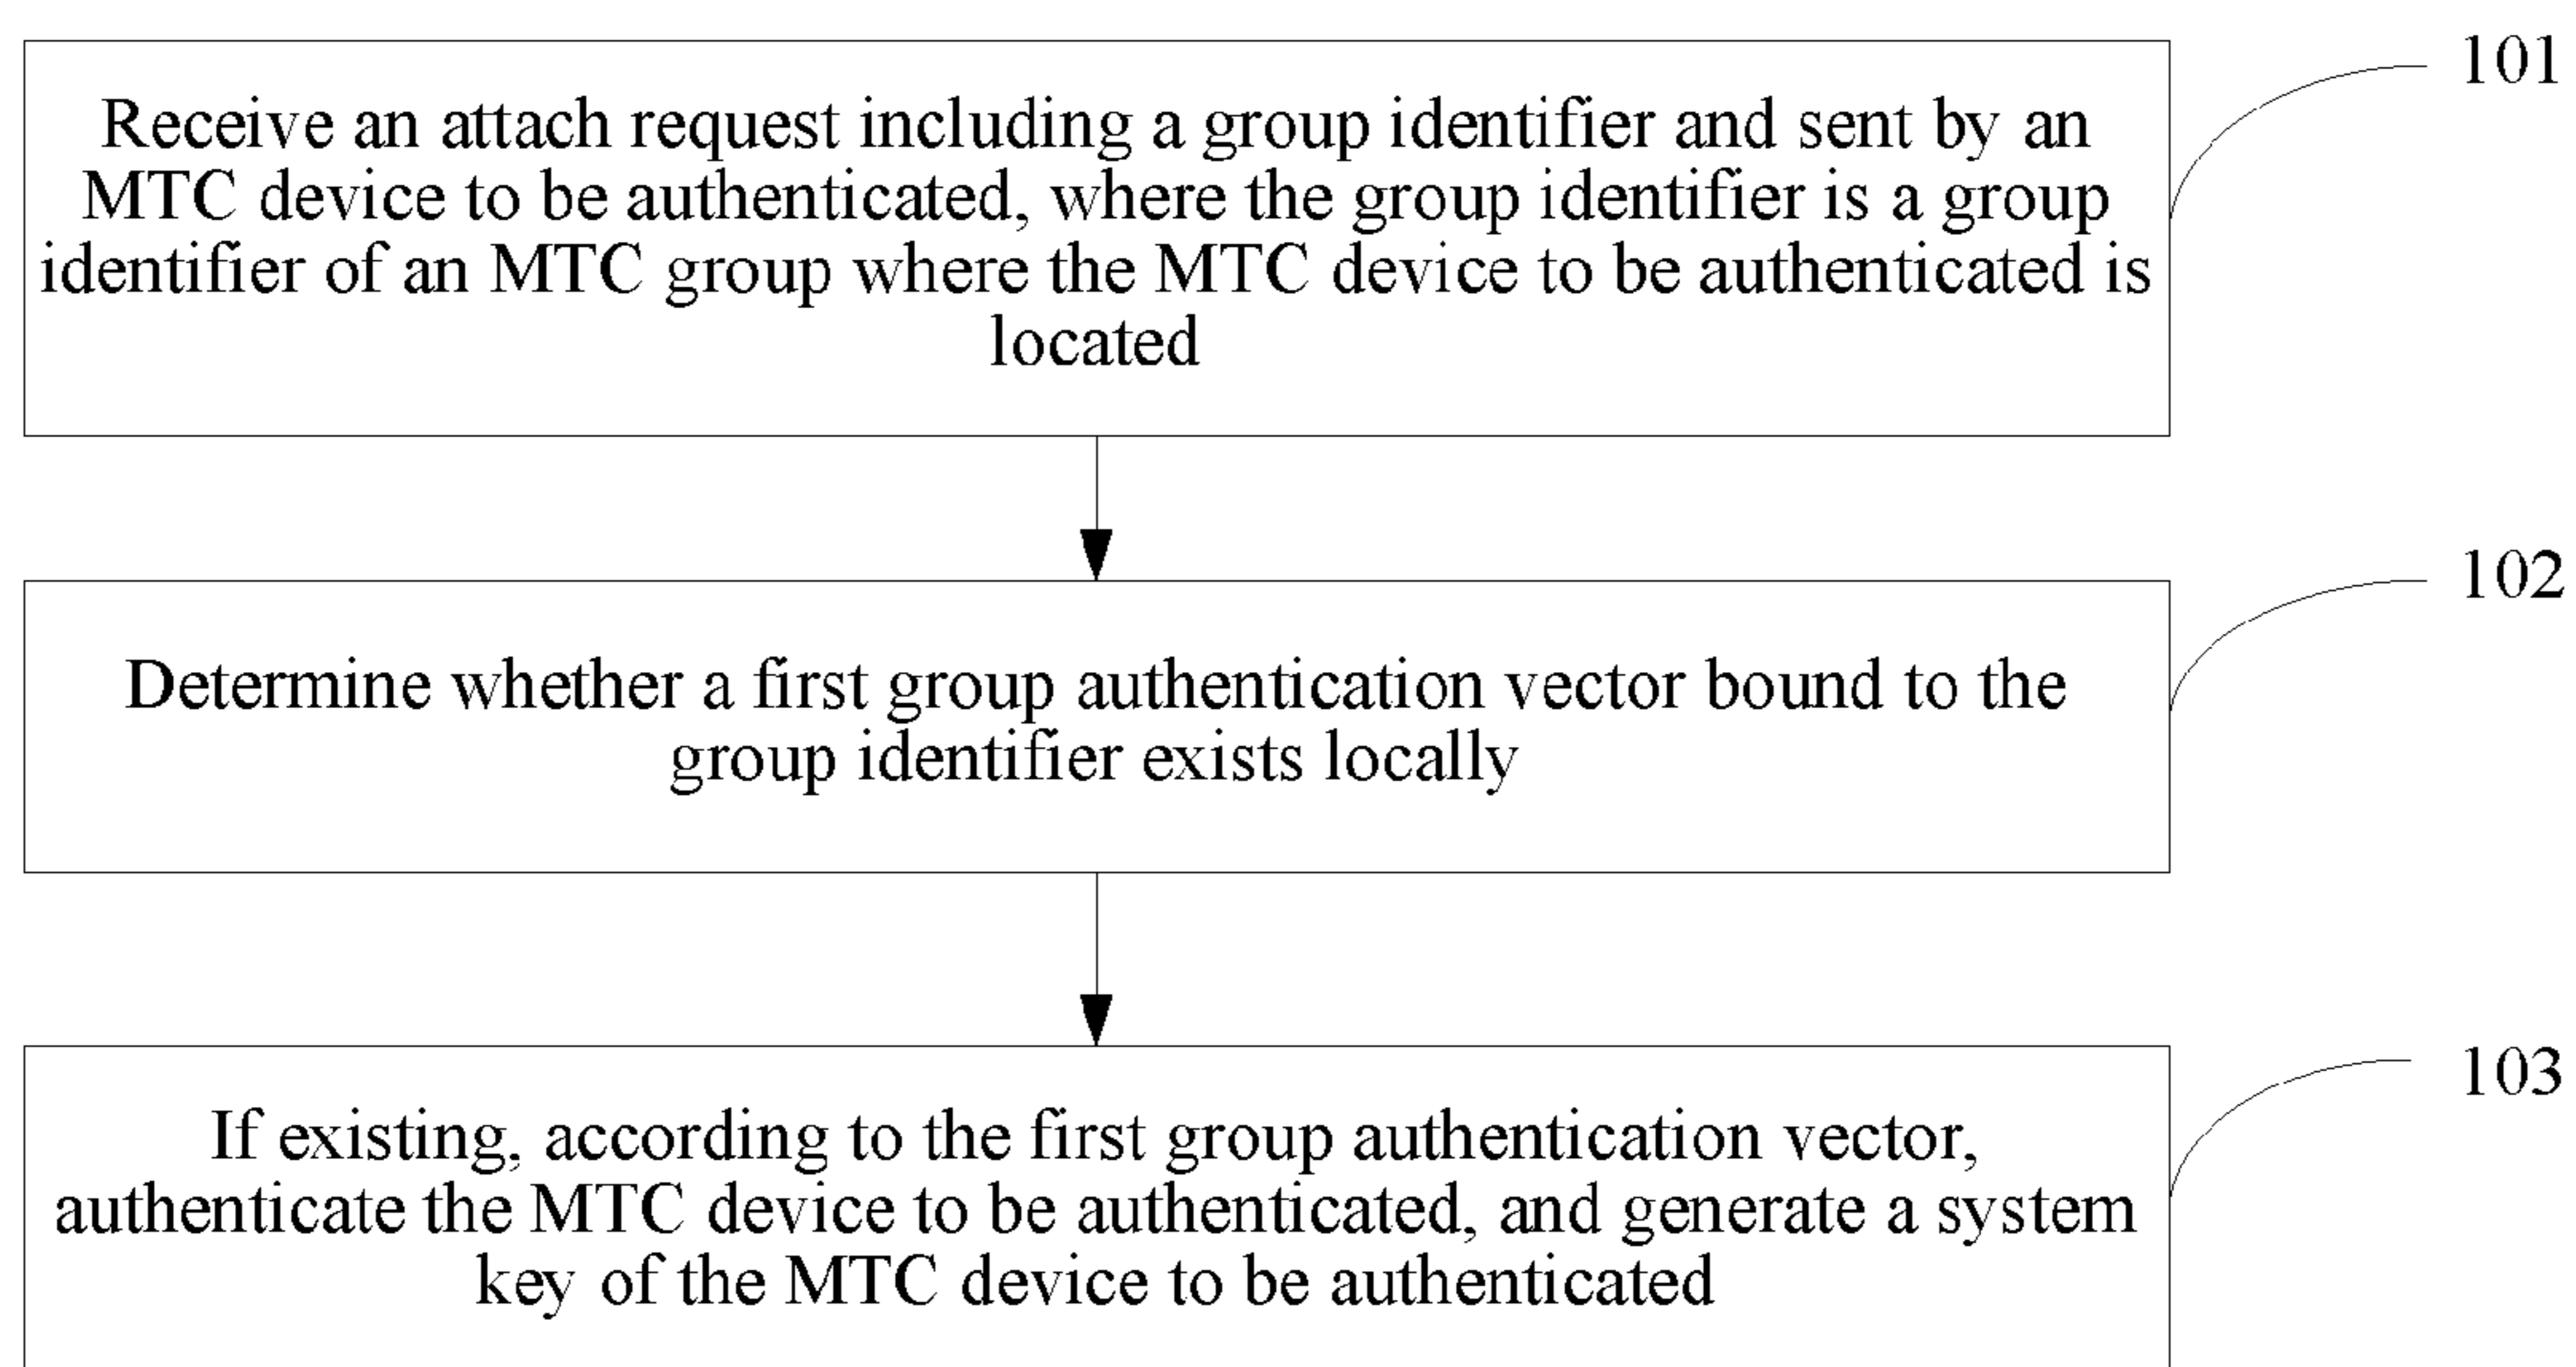 Receive an attach request including a group identifier and sent by an
MTC device to be authenticated, where the group identifier is a group
identifier of an MTC group where the MTC device to be authenticated is
located
101
Determine whether a first group authentication vector bound to the
group identifier exists locally
102
If existing, according to the first group authentication vector,
authenticate the MTC device to be authenticated, and generate a system
key of the MTC device to be authenticated
103